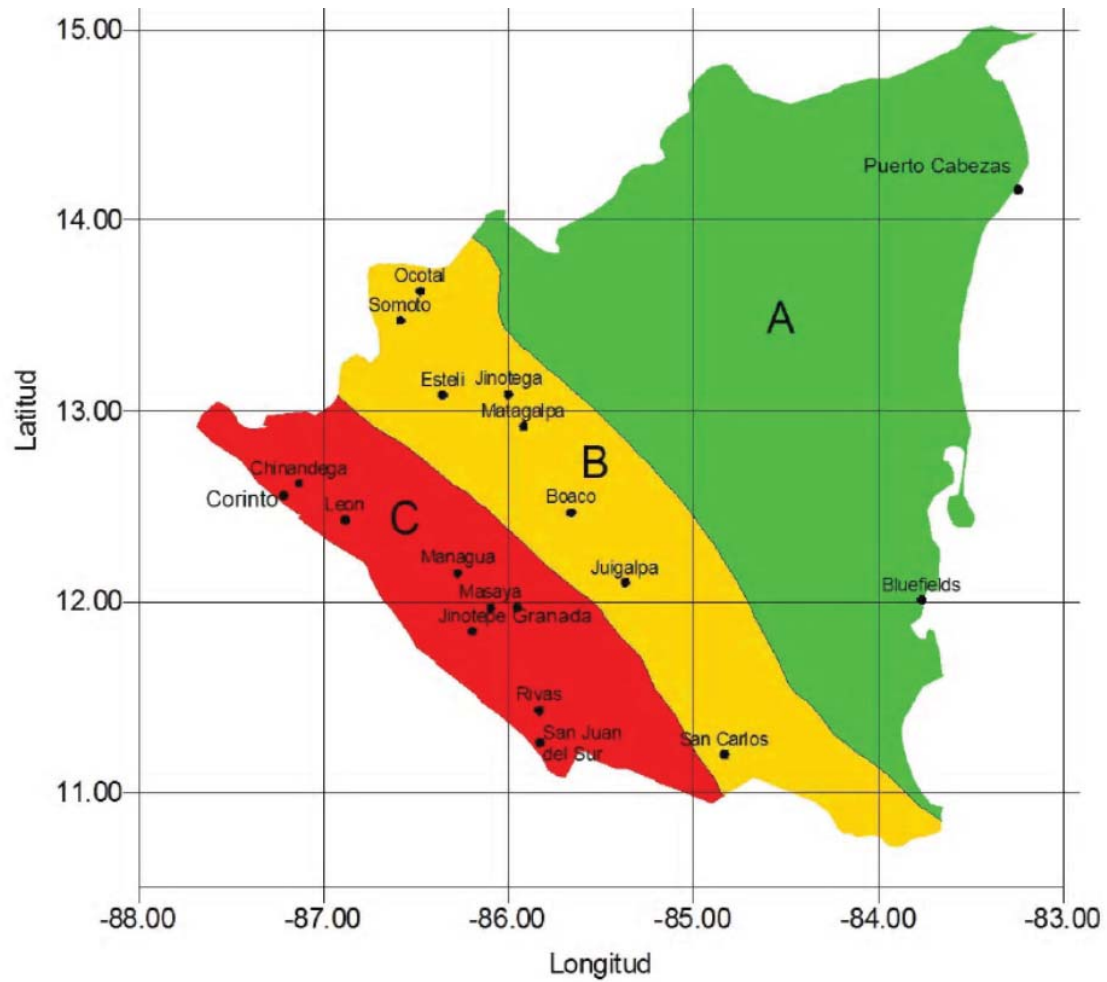 15.00
Puerto Cabezas
14.00
Ocotal
Somoto
A
Esteli Jinotega
13.00
Matagalpa
B
Chinandega
Corinto
Leon
C
Boaco
Managua
Juigalpa
Masaya
Bluefields
12.00
Jinotepe Granada
Rivas
San Juan
del Sur
San Carlos
11.00
Latitud
-88.00 -87.00 -86.00 -85.00 -84.00 -83.00
Longitud